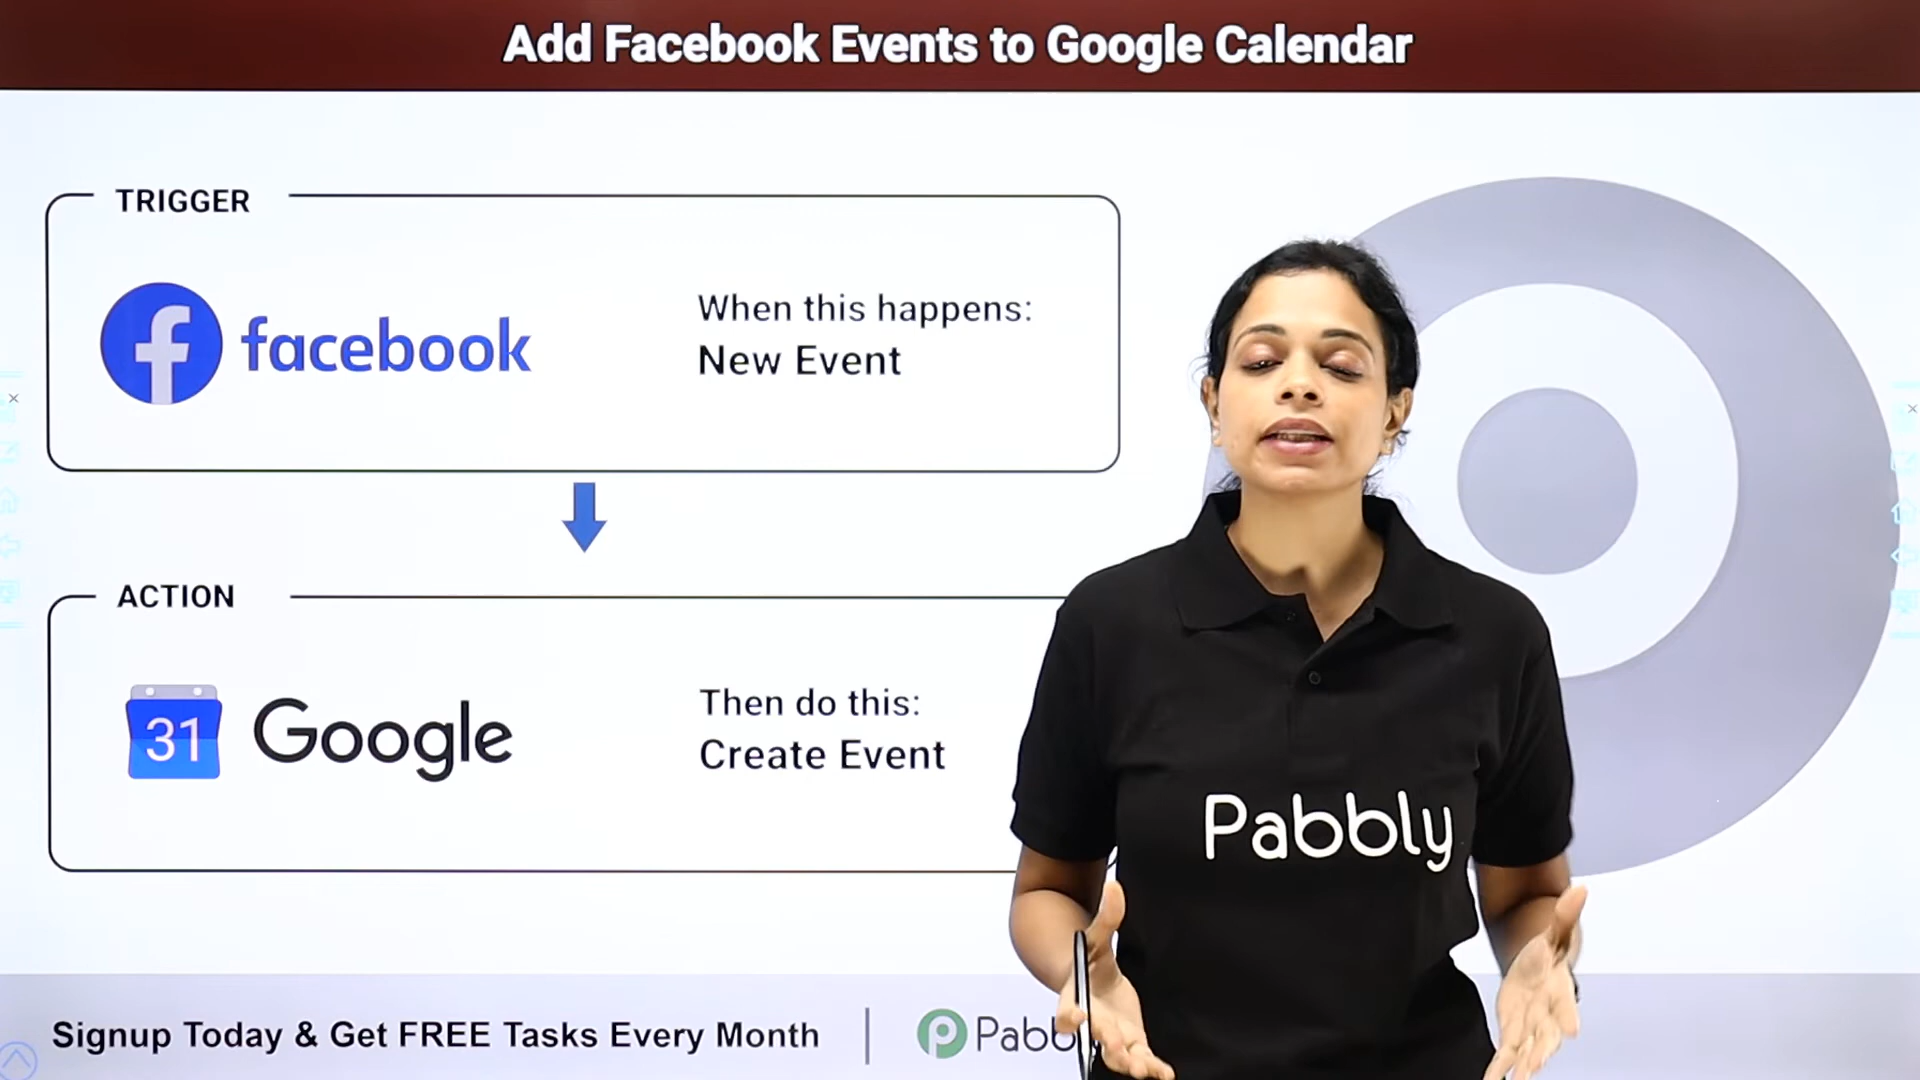 Add Facebook Events to Google Calendar
TRIGGER
f facebook
When this happens:
New Event
ACTION
31 Google
Then do this:
Create Event
Pabbly
Signup Today & Get FREE Tasks Every Month
Pabb